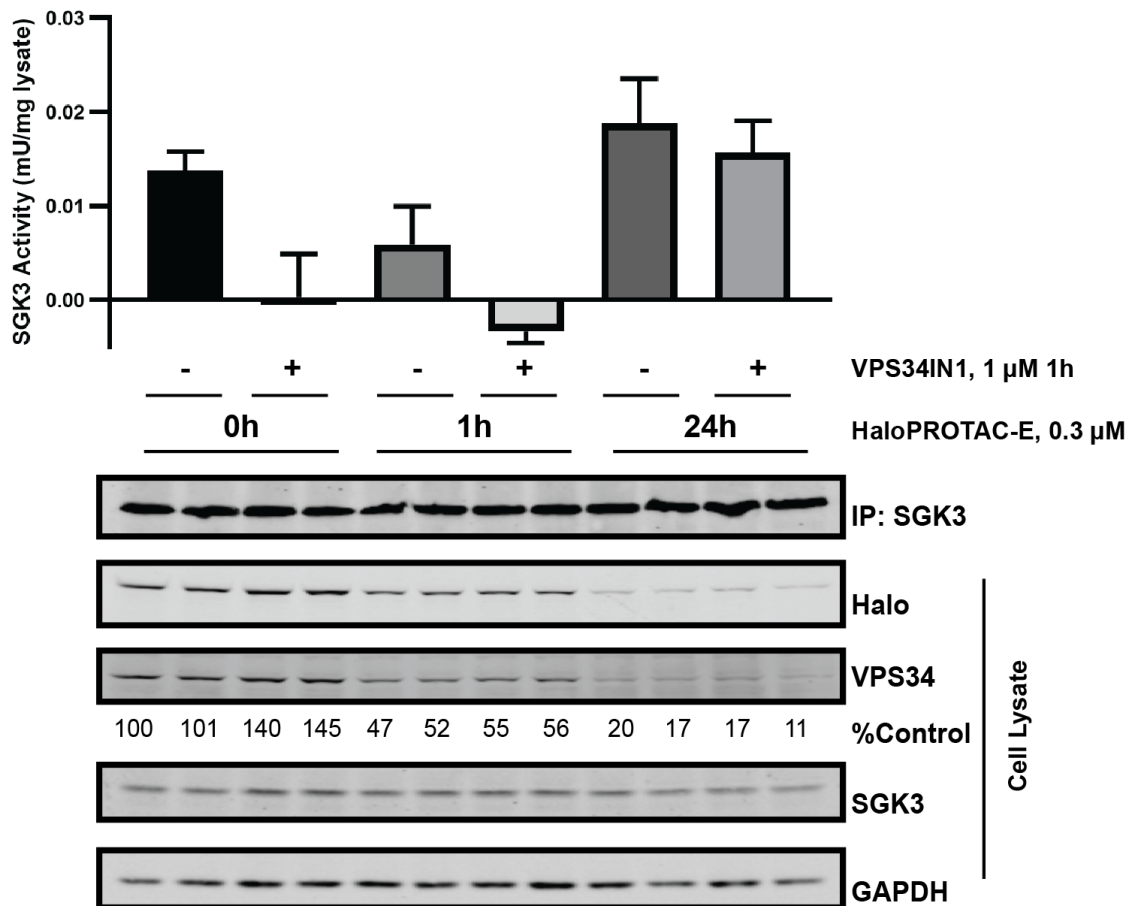 SGK3 Activity (mU/mg lysate)
0.03
0.02
0.01
0.00
- + - + - + VPS34IN1, 1 µM 1h
0h 1h 24h HaloPROTAC-E, 0.3 µM
IP: SGK3
Halo
VPS34
100 101 140 145 47 52 55 56 20 17 17 11 %Control
SGK3
GAPDH
Cell Lysate